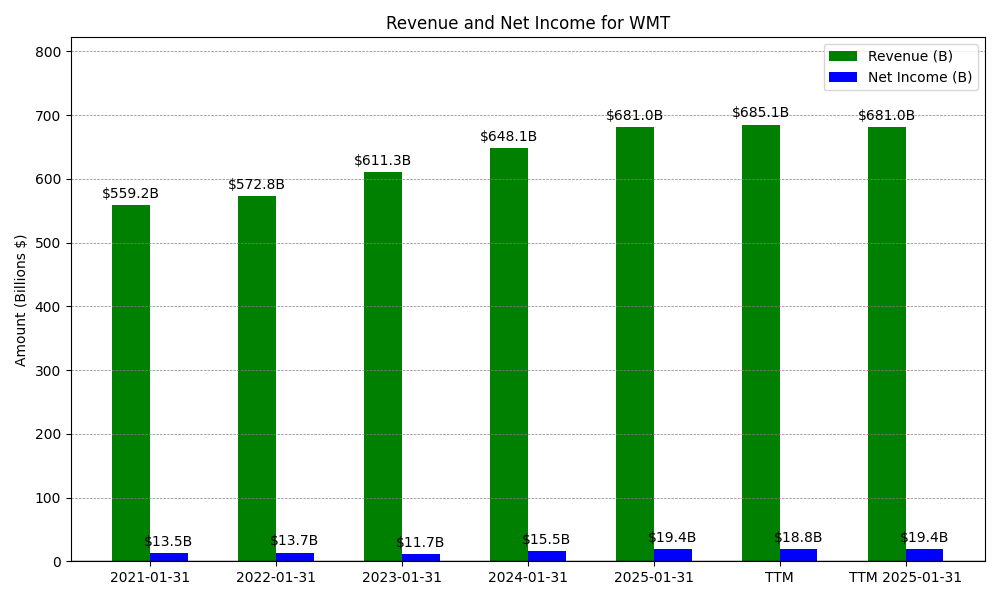 Revenue and Net Income for WMT
Revenue (B)
Net Income (B)
Amount (Billions $)
800
700
600
500
400
300
200
100
0
$559.2B
$572.8B
$611.3B
$648.1B
$681.0B
$685.1B
$681.0B
$13.5B
$13.7B
$11.7B
$15.5B
$19.4B
$18.8B
$19.4B
2021-01-31
2022-01-31
2023-01-31
2024-01-31
2025-01-31
TTM
TTM 2025-01-31